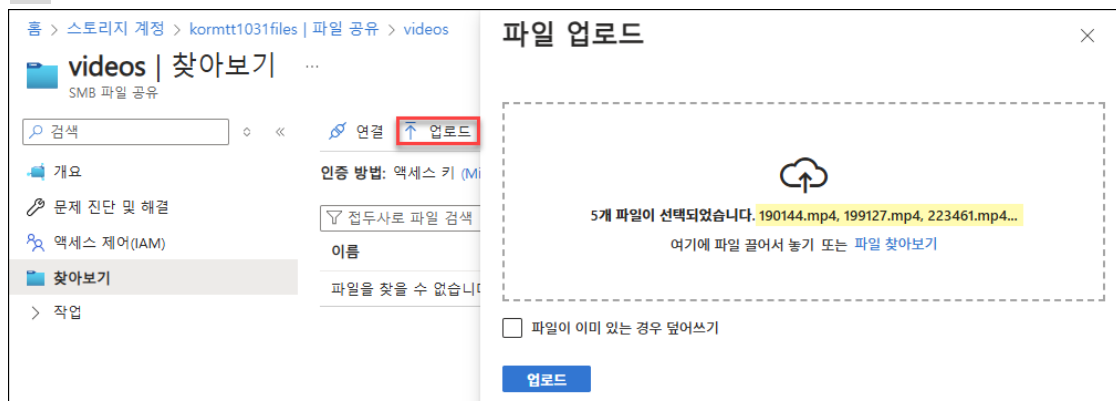 홈 > 스토리지 계정 > kormtt1031files | 파일 공유 > videos
videos | 찾아보기 ...
SMB 파일 공유
검색
개요
문제 진단 및 해결
액세스 제어(IAM)
찾아보기
작업
연결 업로드
인증 방법: 액세스 키 (Mi
접두사로 파일 검색
이름
파일을 찾을 수 없습니다
파일 업로드
5개 파일이 선택되었습니다. 190144.mp4, 199127.mp4, 223461.mp4...
여기에 파일 끌어서 놓기 또는 파일 찾아보기
파일이 이미 있는 경우 덮어쓰기
업로드